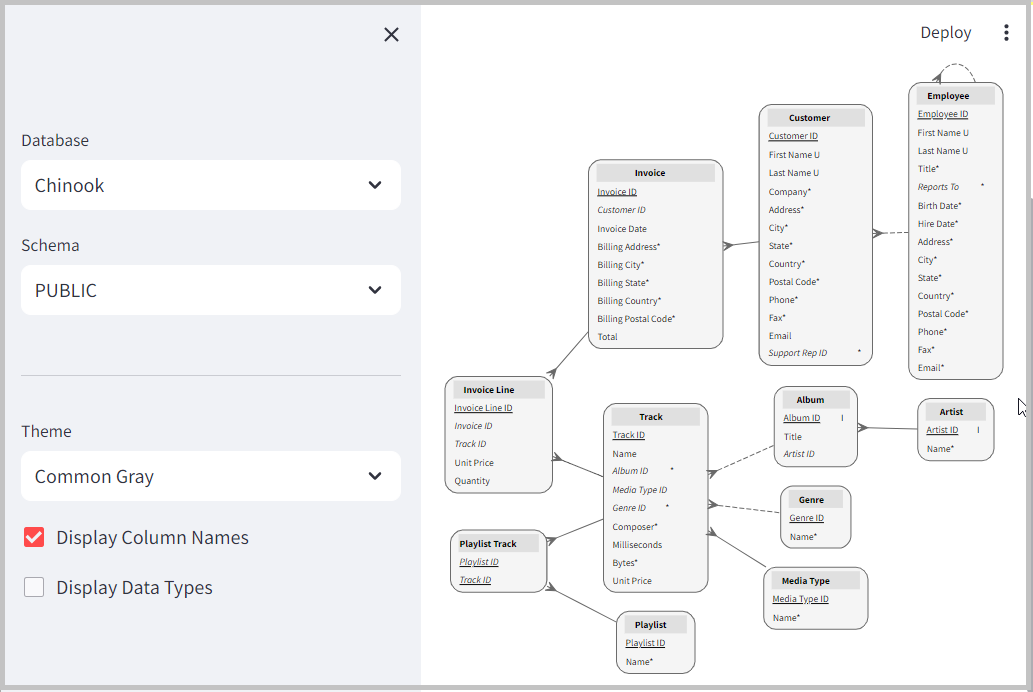 Deploy
Database
Chinook
Schema
PUBLIC
Theme
Common Gray
Display Column Names
Display Data Types
Employee
Employee ID
First Name U
Last Name U
Title*
Reports To *
Birth Date*
Hire Date*
Address*
City*
State*
Country*
Postal Code*
Phone*
Fax*
Email*
Customer
Customer ID
First Name U
Last Name U
Company*
Address*
City*
State*
Country*
Postal Code*
Phone*
Fax*
Email
Support Rep ID *
Invoice
Invoice ID
Customer ID
Invoice Date
Billing Address*
Billing City*
Billing State*
Billing Country*
Billing Postal Code*
Total
Invoice Line
Invoice Line ID
Invoice ID
Track ID
Unit Price
Quantity
Track
Track ID
Name
Album ID *
Media Type ID
Genre ID *
Composer*
Milliseconds
Bytes*
Unit Price
Album
Album ID I
Title
Artist ID
Artist
Artist ID I
Name*
Genre
Genre ID
Name*
Playlist Track
Playlist ID
Track ID
Media Type
Media Type ID
Name*
Playlist
Playlist ID
Name*